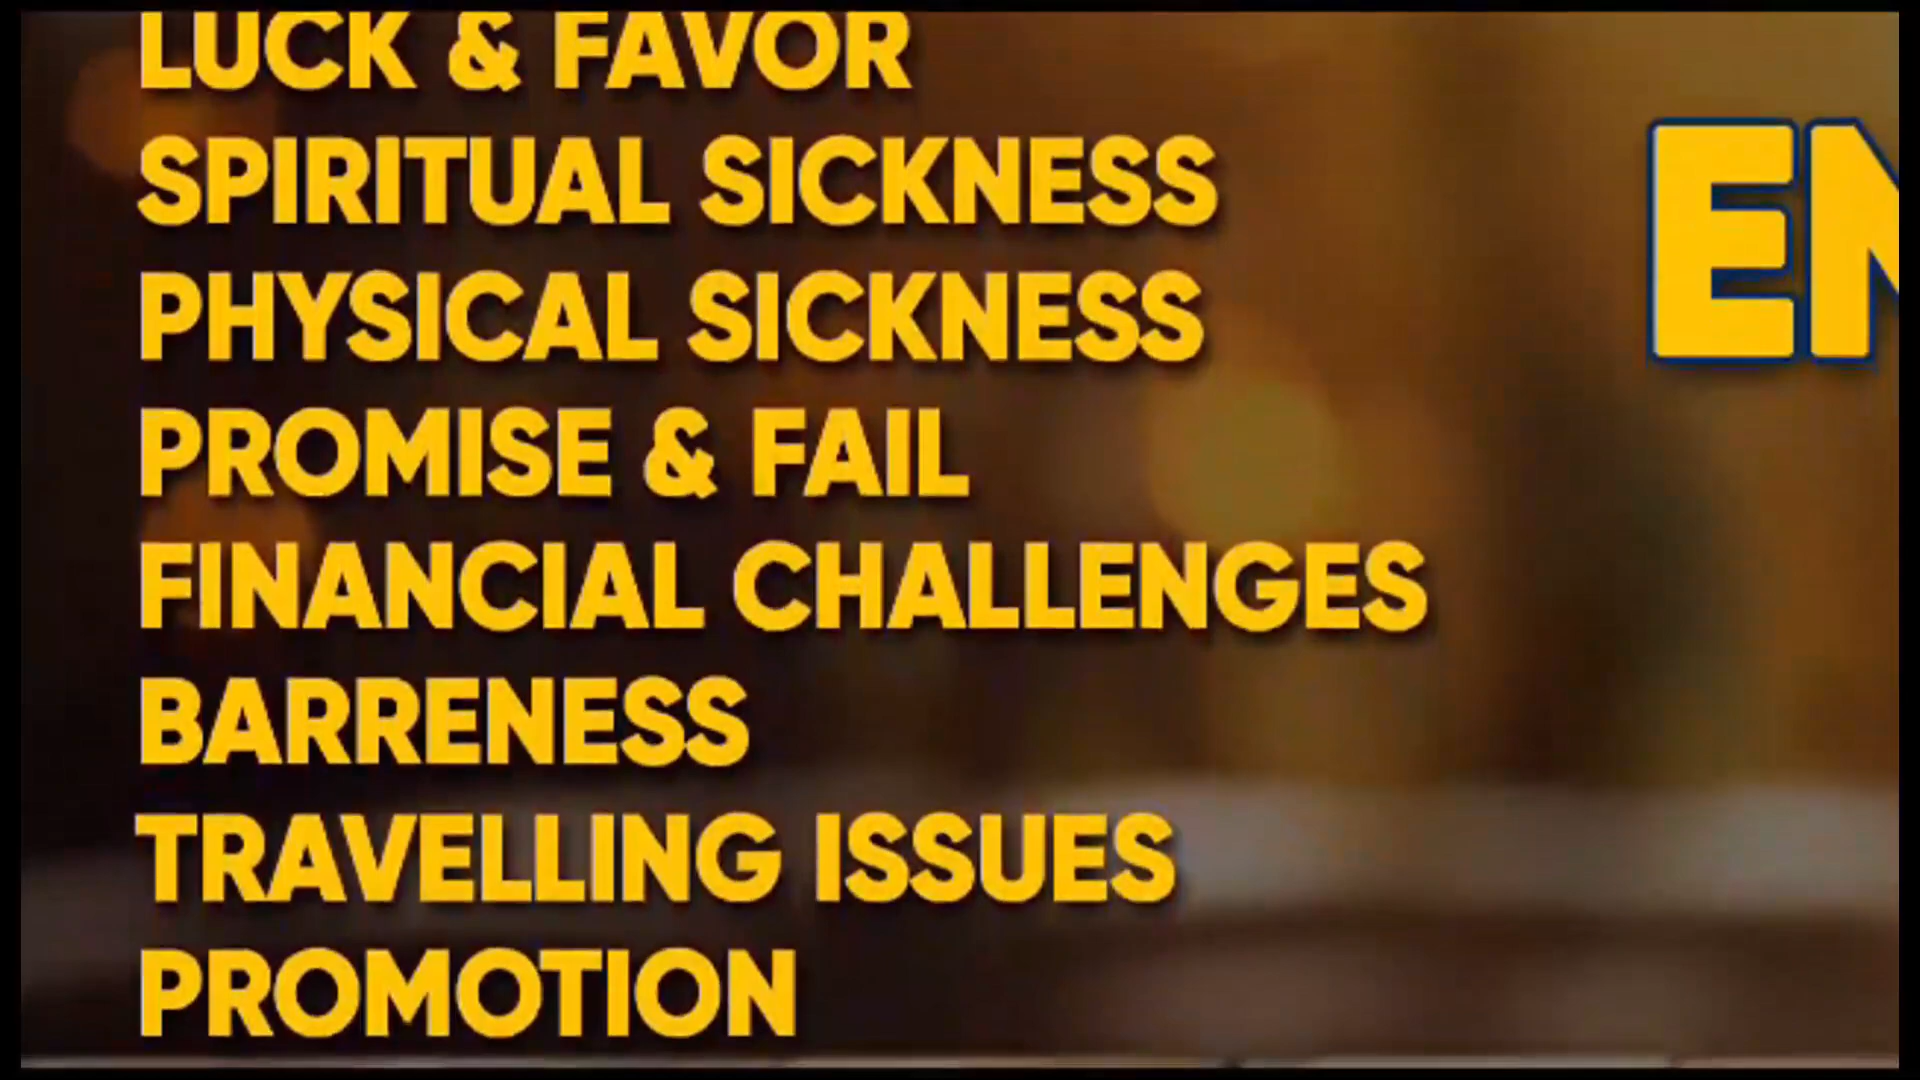 LUCK & FAVOR
SPIRITUAL SICKNESS
PHYSICAL SICKNESS
PROMISE & FAIL
FINANCIAL CHALLENGES
BARRENESS
TRAVELLING ISSUES
PROMOTION